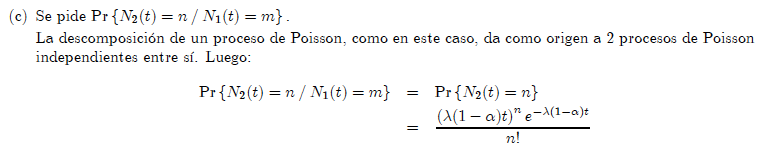 (c) Se pide Pr {N₂(t) = n / N₁(t) = m} .
La descomposición de un proceso de Poisson, como en este caso, da como origen a 2 procesos de Poisson
independientes entre sí. Luego:
Pr {N₂(t) = n / N₁(t) = m} = Pr {N₂(t) = n}
= (λ(1 − α)t)ⁿ e^{−λ(1−α)t} / n!